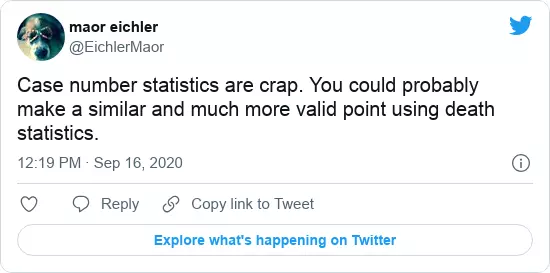 maor eichler
@EichlerMaor
Case number statistics are crap. You could probably
make a similar and much more valid point using death
statistics.
12:19 PM · Sep 16, 2020
Reply
Copy link to Tweet
Explore what's happening on Twitter